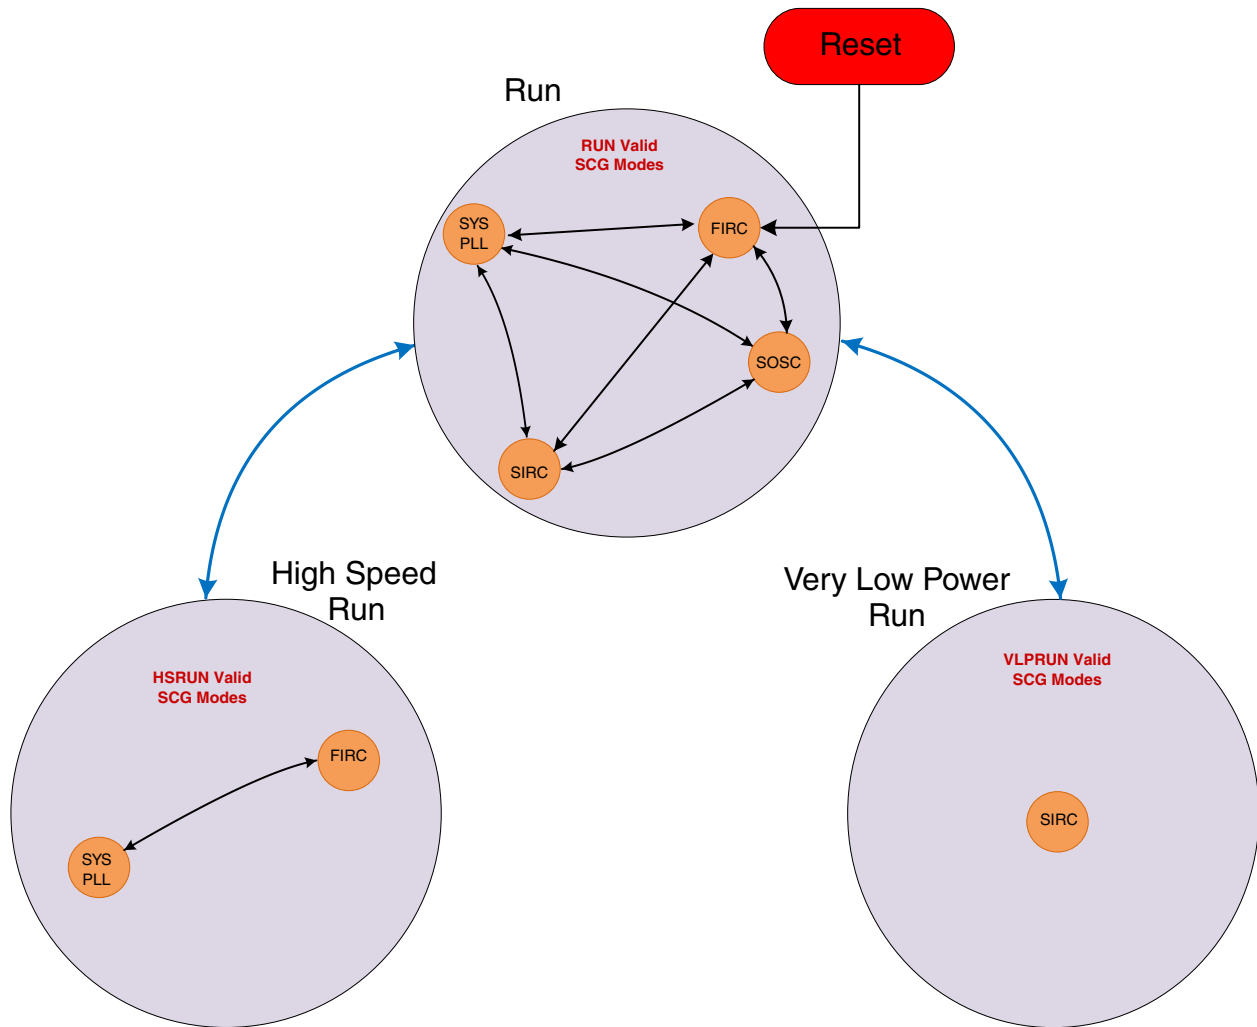 Reset
Run
RUN Valid
SCG Modes
SYS
PLL
FIRC
SOSC
SIRC
High Speed
Run
HSRUN Valid
SCG Modes
FIRC
SYS
PLL
Very Low Power
Run
VLPRUN Valid
SCG Modes
SIRC